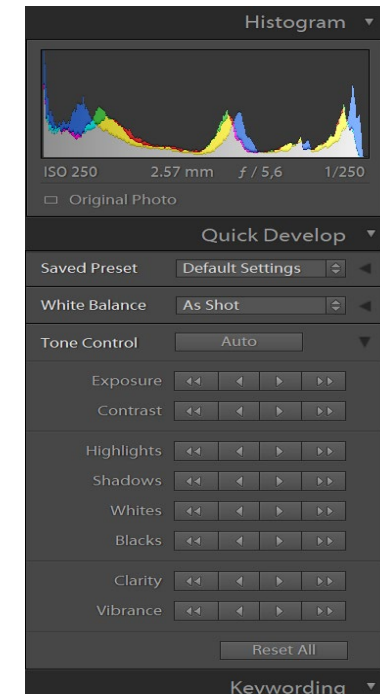 Histogram
ISO 250 2.57 mm ƒ / 5,6 1/250
Original Photo
Quick Develop
Saved Preset Default Settings
White Balance As Shot
Tone Control Auto
Exposure
Contrast
Highlights
Shadows
Whites
Blacks
Clarity
Vibrance
Reset All
Keywording